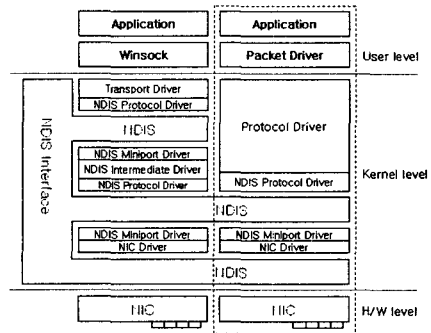 Application
Application
Winsock
Packet Driver
User level
Transport Driver
NDIS Protocol Driver
NDIS
Protocol Driver
NDIS Interface
NDIS Miniport Driver
NDIS Intermediate Driver
NDIS Protocol Driver
NDIS Protocol Driver
Kernel level
NDIS
NDIS Miniport Driver
NIC Driver
NDIS Miniport Driver
NIC Driver
NDIS
NIC
NIC
H/W level